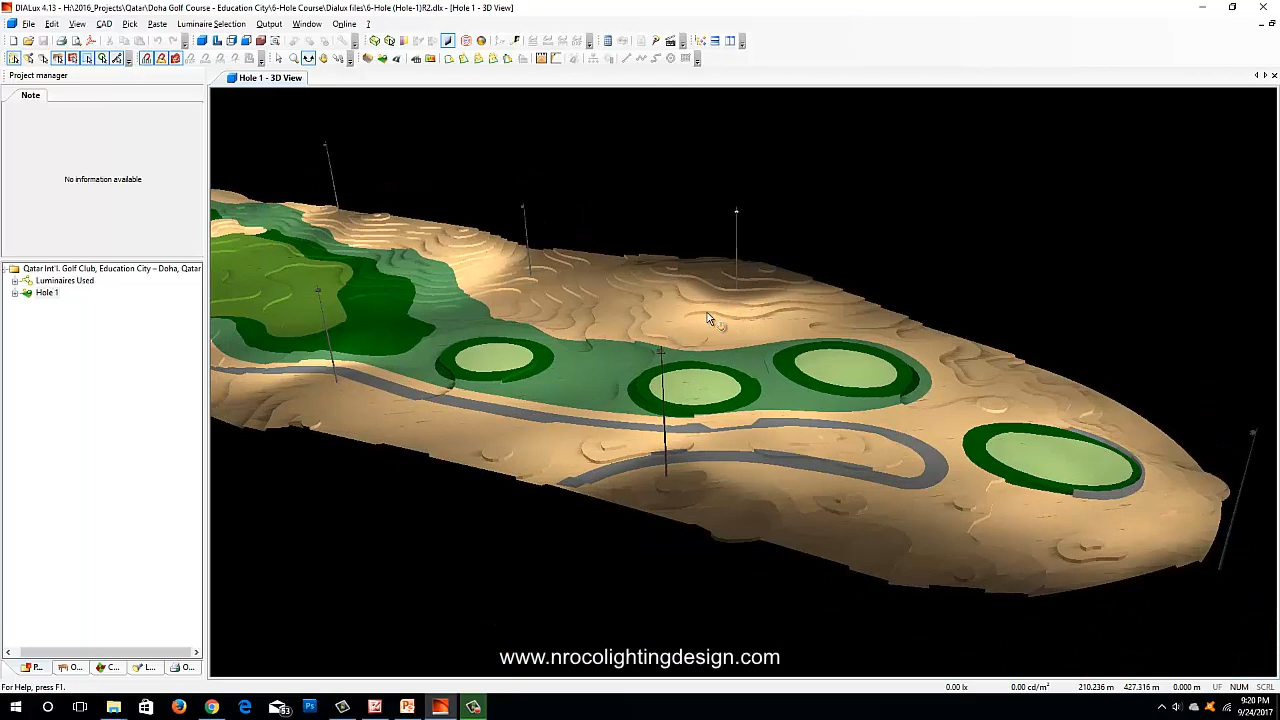 DIALux 4.13 - H:\2016_Projects\Qatar\Doha Golf Course - Education City\6-Hole Course\Dialux files\6-Hole (Hole-1)R2.dlx - [Hole 1 - 3D View]
File Edit View CAD Pick Paste Luminaire Selection Output Window Online ?
Project manager
Hole 1 - 3D View
Note
No information available
Qatar Int'l. Golf Club, Education City – Doha, Qatar
Luminaires Used
Hole 1
P... O... C... L... O...
www.nrocolightingdesign.com
For Help, press F1.
0.00 lx 0.00 cd/m² 210.236 m 427.316 m 0.000 m UF NUM SCRL
53
9:20 PM
9/24/2017